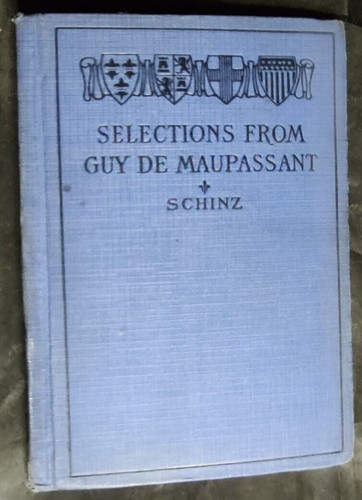 SELECTIONS FROM
GUY DE MAUPASSANT
SCHINZ